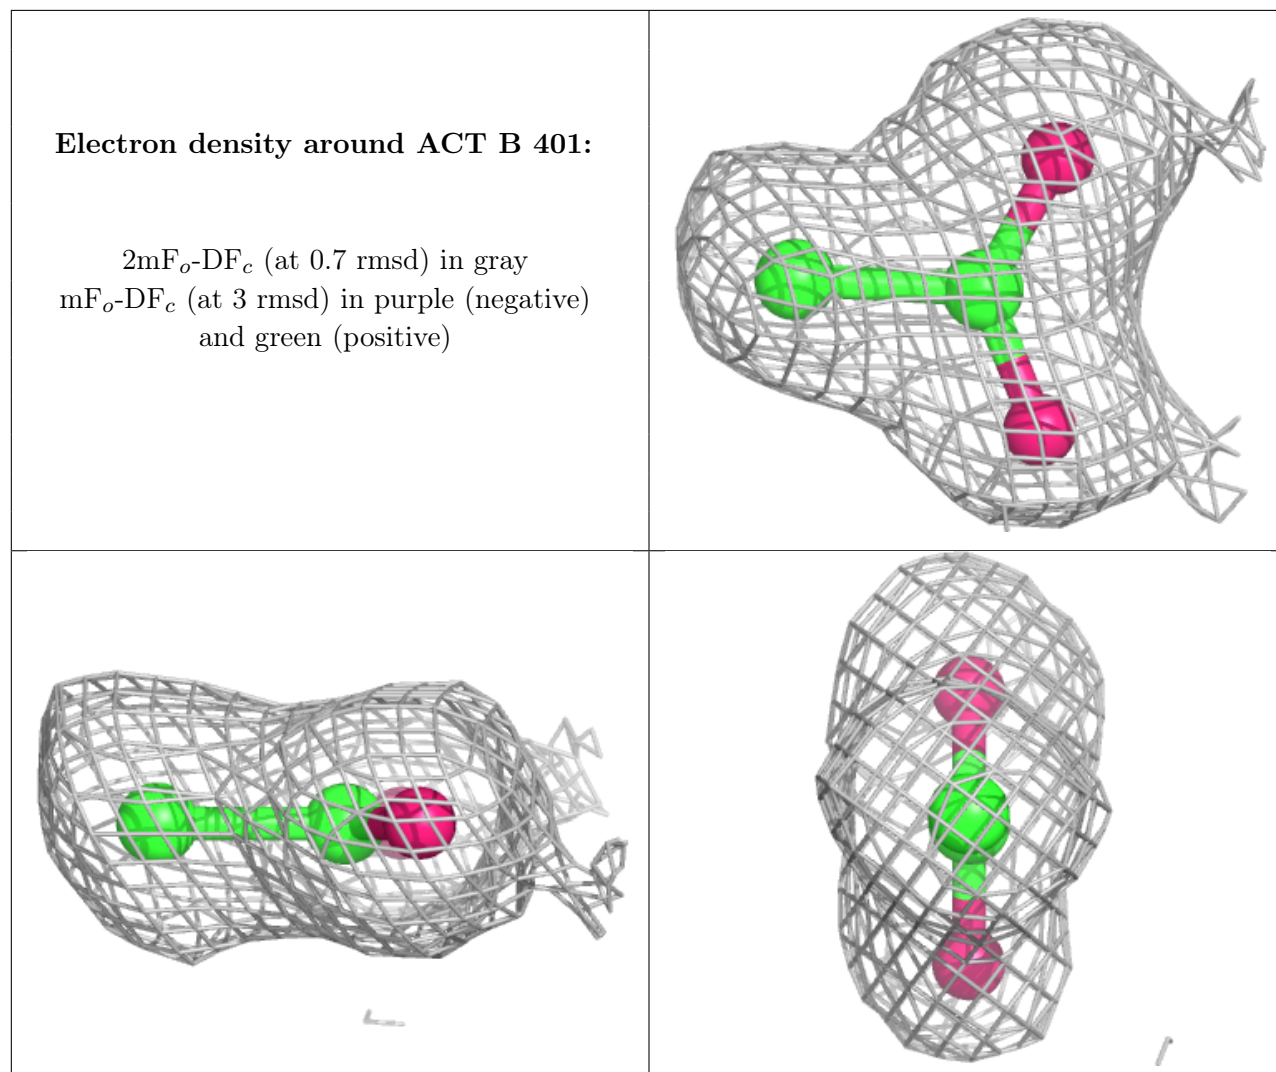 Electron density around ACT B 401:
2mFo-DFc (at 0.7 rmsd) in gray
mFo-DFc (at 3 rmsd) in purple (negative)
and green (positive)